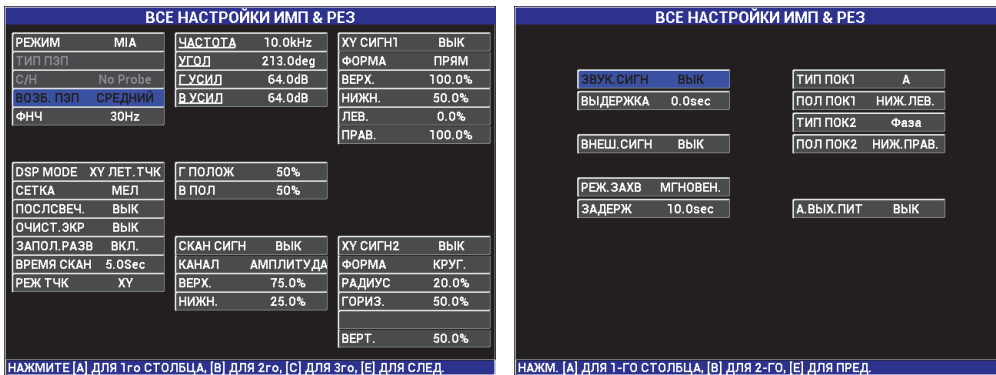 ВСЕ НАСТРОЙКИ ИМП & РЕЗ
РЕЖИМ MIA
ТИП ПЭП
С/Н No Probe
ВОЗБ. ПЭП СРЕДНИЙ
ФНЧ 30Hz
ЧАСТОТА 10.0kHz
УГОЛ 213.0deg
Г УСИЛ 64.0dB
В УСИЛ 64.0dB
XY СИГН1 ВЫК
ФОРМА ПРЯМ
ВЕРХ. 100.0%
НИЖН. 50.0%
ЛЕВ. 0.0%
ПРАВ. 100.0%
DSP MODE XY ЛЕТ.ТЧК
СЕТКА МЕЛ
ПОСЛСВЕЧ. ВЫК
ОЧИСТ.ЭКР ВЫК
ЗАПОЛ.РАЗВ ВКЛ.
ВРЕМЯ СКАН 5.0Sec
РЕЖ ТЧК XY
Г ПОЛОЖ 50%
В ПОЛ 50%
СКАН СИГН ВЫК
КАНАЛ АМПЛИТУДА
ВЕРХ. 75.0%
НИЖН. 25.0%
XY СИГН2 ВЫК
ФОРМА КРУГ.
РАДИУС 20.0%
ГОРИЗ. 50.0%
ВЕРТ. 50.0%
НАЖМИТЕ [A] ДЛЯ 1го СТОЛБЦА, [B] ДЛЯ 2го, [C] ДЛЯ 3го, [E] ДЛЯ СЛЕД.
ВСЕ НАСТРОЙКИ ИМП & РЕЗ
ЗВУК.СИГН ВЫК
ВЫДЕРЖКА 0.0sec
ВНЕШ.СИГН ВЫК
РЕЖ.ЗАХВ МГНОВЕН.
ЗАДЕРЖ 10.0sec
ТИП ПОК1 А
ПОЛ ПОК1 НИЖ.ЛЕВ.
ТИП ПОК2 Фаза
ПОЛ ПОК2 НИЖ.ПРАВ.
А.ВЫХ.ПИТ ВЫК
НАЖМ. [A] ДЛЯ 1-ГО СТОЛБЦА, [B] ДЛЯ 2-ГО, [E] ДЛЯ ПРЕД.